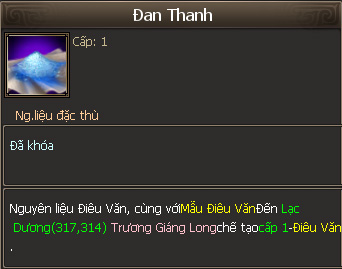 Đan Thanh
Cấp: 1
Ng.liệu đặc thù
Đã khóa
Nguyên liệu Điêu Văn, cùng vớiMẫu Điêu VănĐến Lạc
Dương(317,314) Trương Giáng Longchế tạocấp 1-Điêu Văn
.